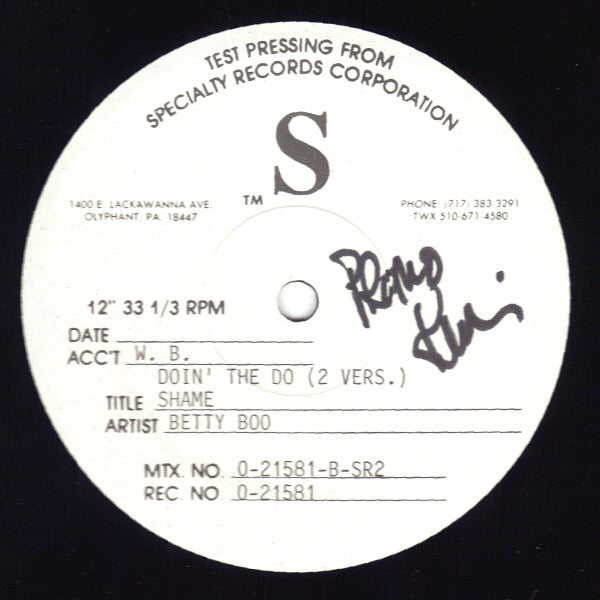 TEST PRESSING FROM
SPECIALTY RECORDS CORPORATION
S
TM
1400 E. LACKAWANNA AVE.
OLYPHANT, PA. 18447
PHONE (717) 383-3291
TWX 510-671 4580
PROMO
12" 33 1/3 RPM
DATE
ACC'T W. B.
DOIN' THE DO (2 VERS.)
TITLE SHAME
ARTIST BETTY BOO
MTX. NO. 0-21581-B-SR2
REC. NO 0-21581